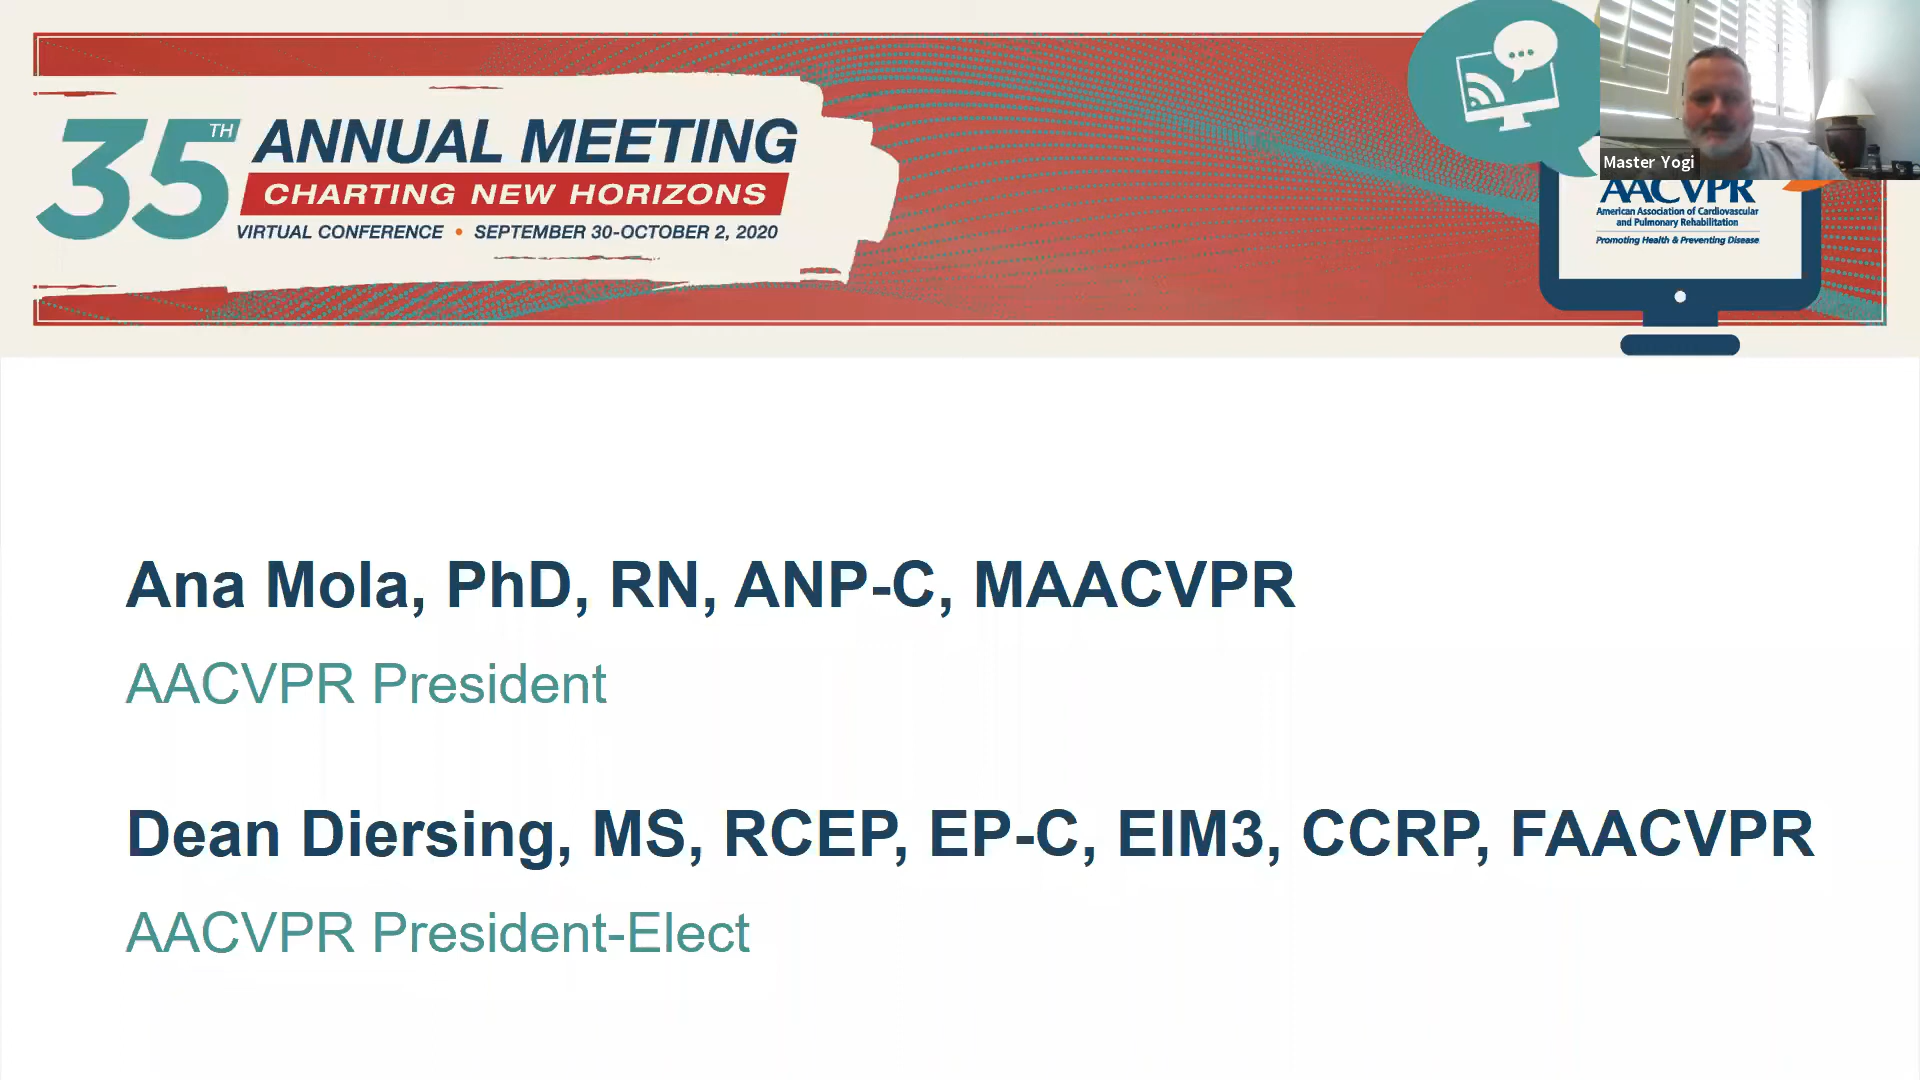 35TH ANNUAL MEETING
CHARTING NEW HORIZONS
VIRTUAL CONFERENCE • SEPTEMBER 30-OCTOBER 2, 2020
Master Yogi
AACVPR
American Association of Cardiovascular
and Pulmonary Rehabilitation
Promoting Health & Preventing Disease
Ana Mola, PhD, RN, ANP-C, MAACVPR
AACVPR President
Dean Diersing, MS, RCEP, EP-C, EIM3, CCRP, FAACVPR
AACVPR President-Elect